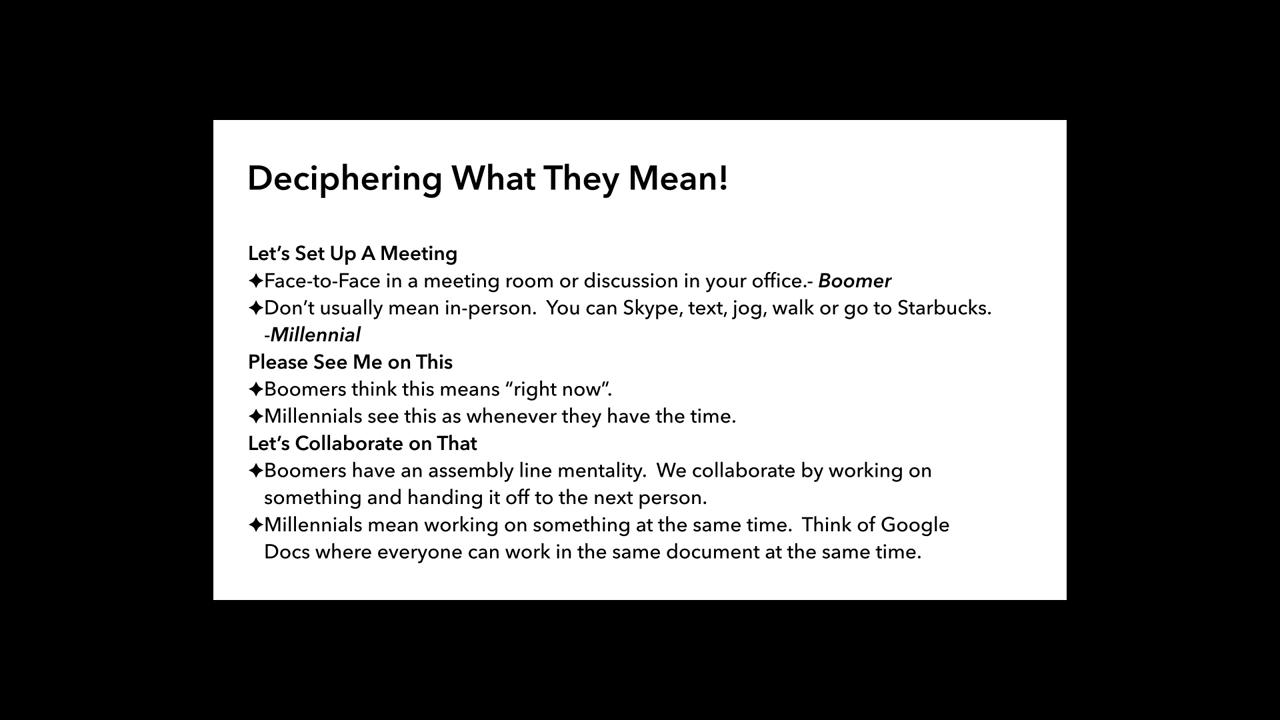 Deciphering What They Mean!
Let’s Set Up A Meeting
✦Face-to-Face in a meeting room or discussion in your office.- Boomer
✦Don’t usually mean in-person.  You can Skype, text, jog, walk or go to Starbucks.
-Millennial
Please See Me on This
✦Boomers think this means “right now”.
✦Millennials see this as whenever they have the time.
Let’s Collaborate on That
✦Boomers have an assembly line mentality.  We collaborate by working on
something and handing it off to the next person.
✦Millennials mean working on something at the same time.  Think of Google
Docs where everyone can work in the same document at the same time.